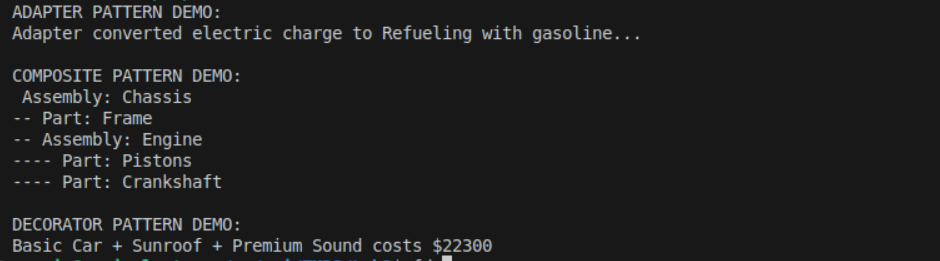 ADAPTER PATTERN DEMO:
Adapter converted electric charge to Refueling with gasoline...
COMPOSITE PATTERN DEMO:
Assembly: Chassis
-- Part: Frame
-- Assembly: Engine
---- Part: Pistons
---- Part: Crankshaft
DECORATOR PATTERN DEMO:
Basic Car + Sunroof + Premium Sound costs $22300